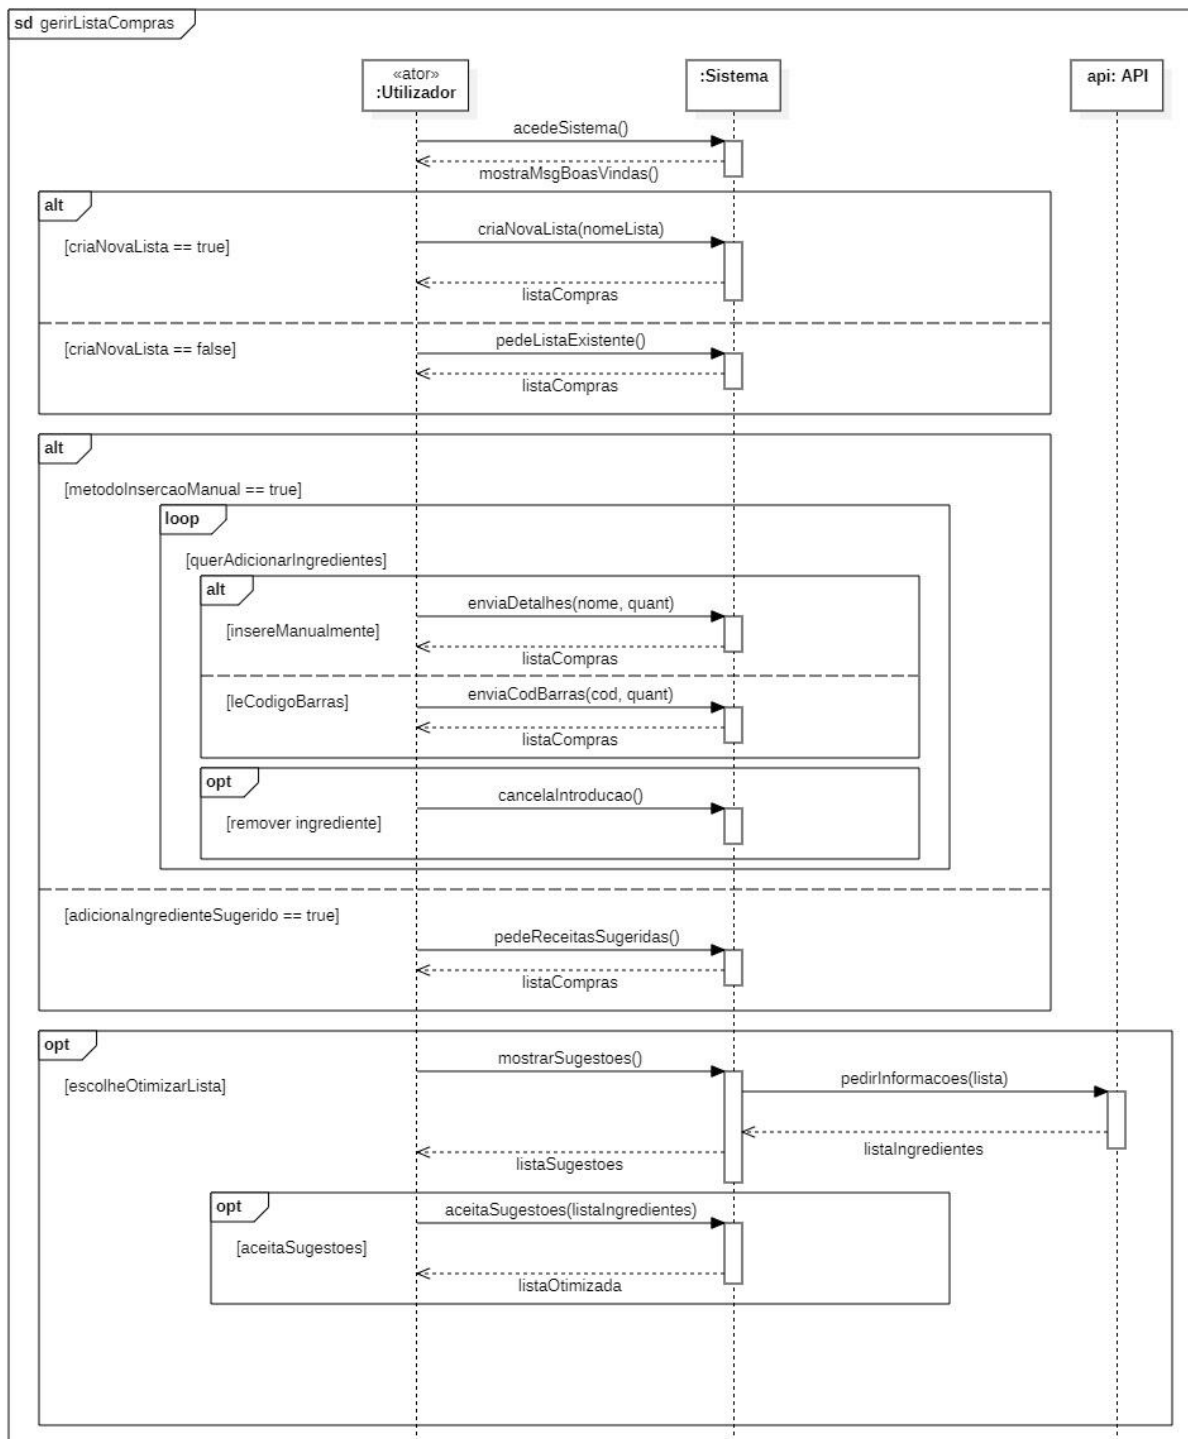 sd gerirListaCompras
«ator»
:Utilizador
:Sistema
api: API
acedeSistema()
mostraMsgBoasVindas()
alt
[criaNovaLista == true]
criaNovaLista(nomeLista)
listaCompras
[criaNovaLista == false]
pedeListaExistente()
listaCompras
alt
[metodoInsercaoManual == true]
loop
[querAdicionarIngredientes]
alt
enviaDetalhes(nome, quant)
[insereManualmente]
listaCompras
[leCodigoBarras]
enviaCodBarras(cod, quant)
listaCompras
opt
cancelaIntroducao()
[remover ingrediente]
[adicionaIngredienteSugerido == true]
pedeReceitasSugeridas()
listaCompras
opt
mostrarSugestoes()
[escolheOtimizarLista]
pedirInformacoes(lista)
listaIngredientes
listaSugestoes
opt
aceitaSugestoes(listaIngredientes)
[aceitaSugestoes]
listaOtimizada